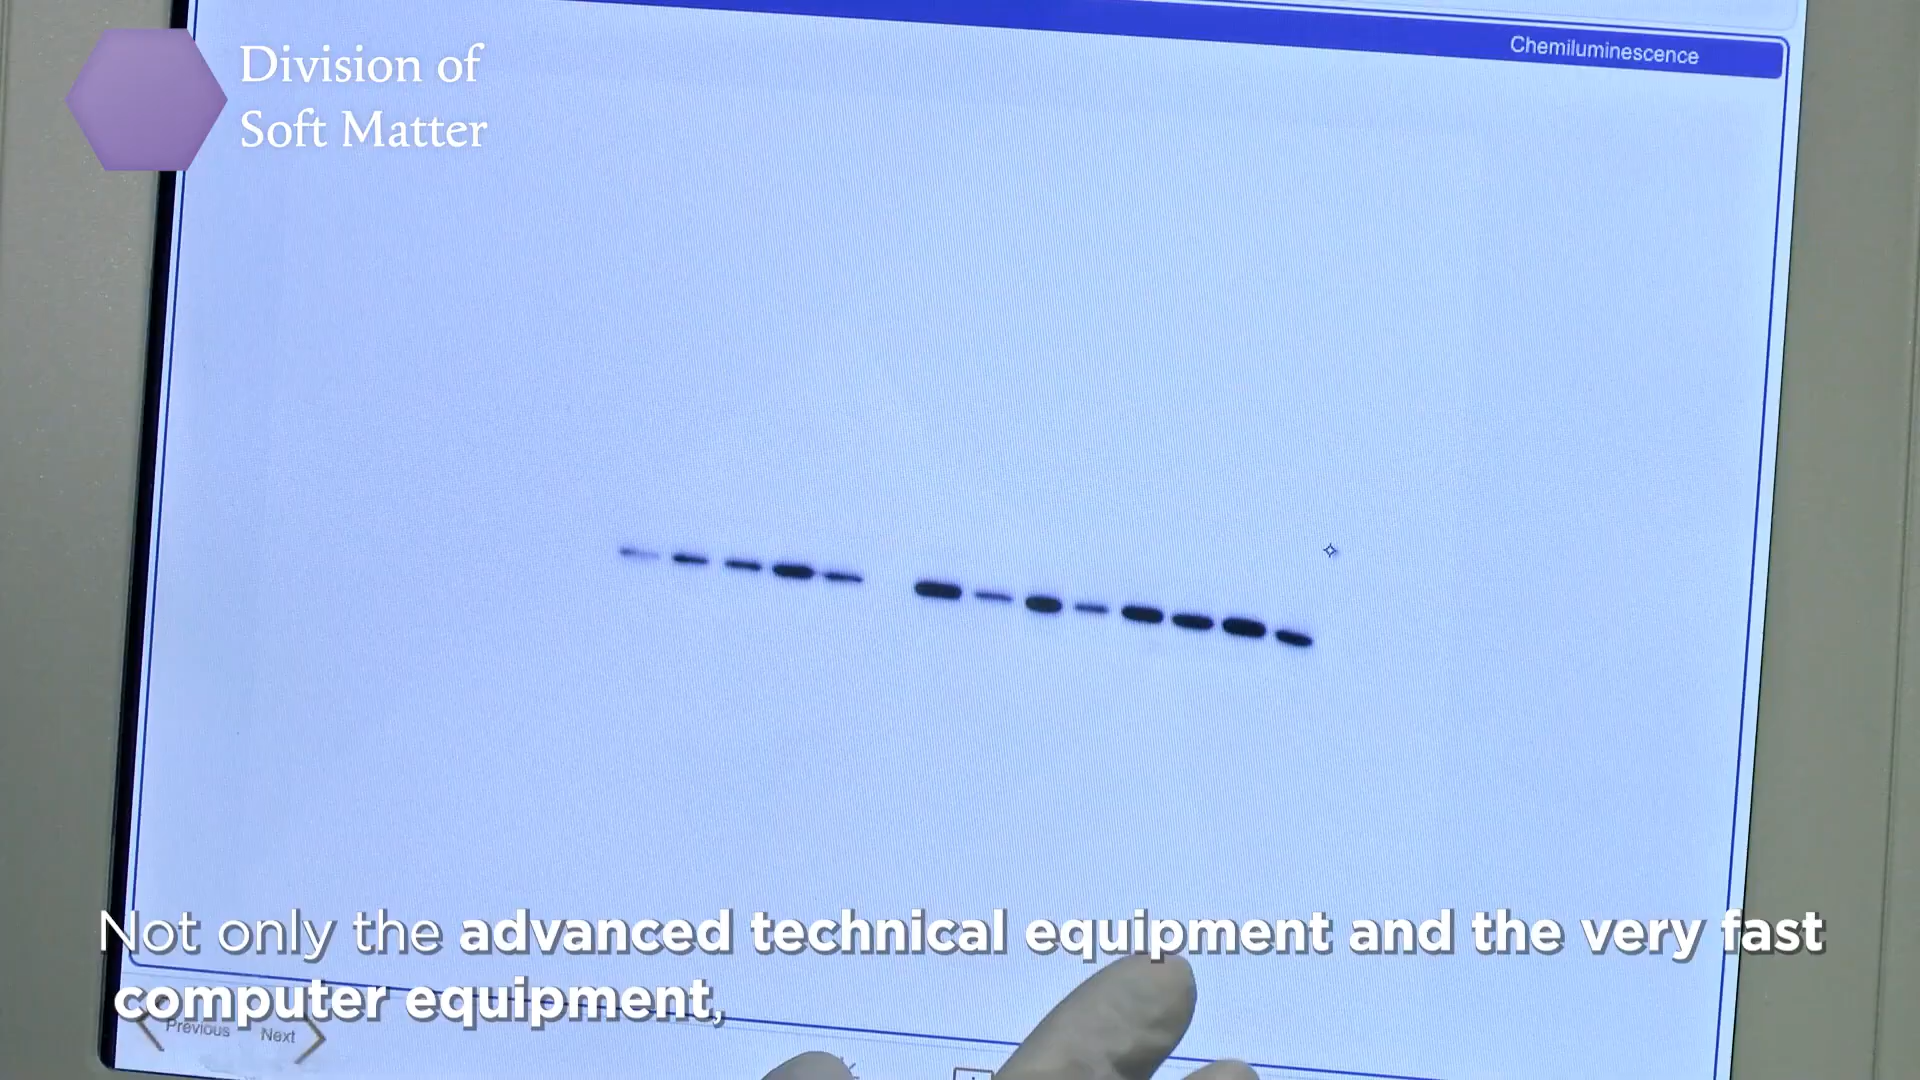 Chemiluminescence
Division of
Soft Matter
Not only the advanced technical equipment and the very fast
computer equipment,
Previous Next